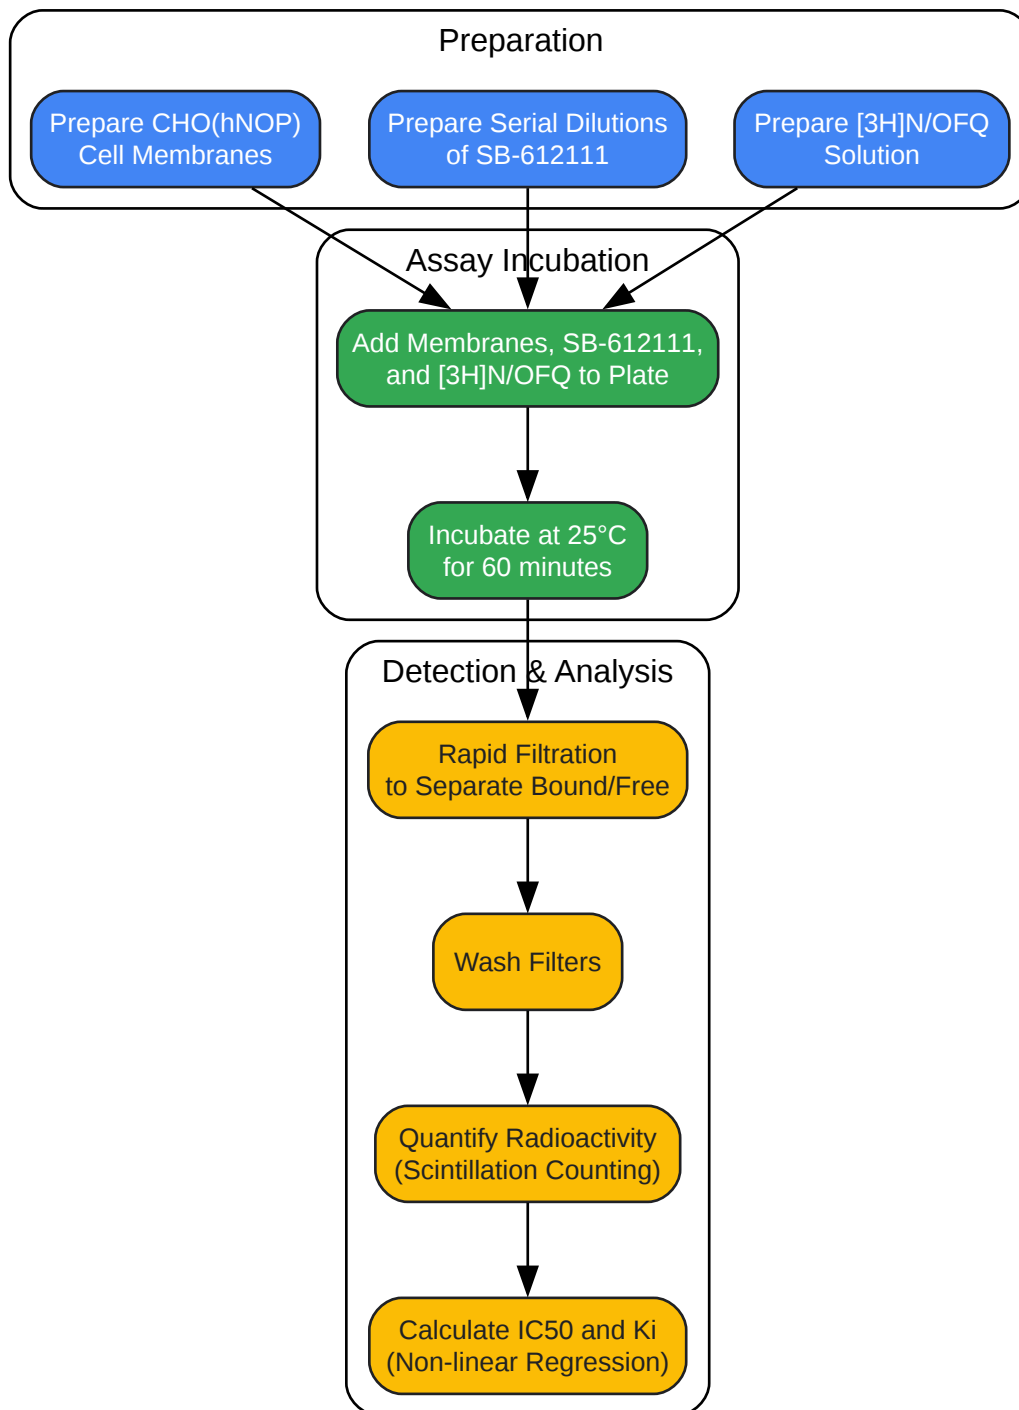 Preparation
Prepare CHO(hNOP)
Cell Membranes
Prepare Serial Dilutions
of SB-612111
Prepare [3H]N/OFQ
Solution
Assay Incubation
Add Membranes, SB-612111,
and [3H]N/OFQ to Plate
Incubate at 25°C
for 60 minutes
Detection & Analysis
Rapid Filtration
to Separate Bound/Free
Wash Filters
Quantify Radioactivity
(Scintillation Counting)
Calculate IC50 and Ki
(Non-linear Regression)